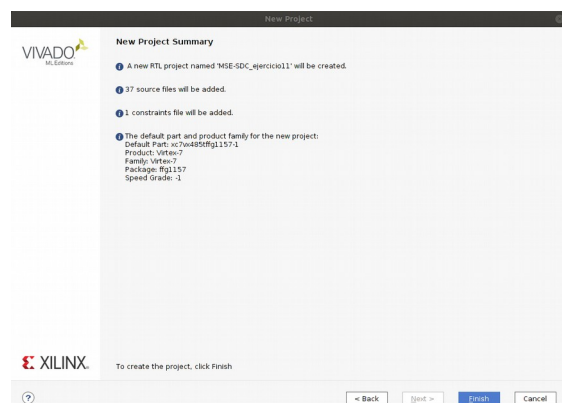 New Project
VIVADO
ML Editions
New Project Summary
A new RTL project named 'MSE-SDC_ejercicio11' will be created.
37 source files will be added.
1 constraints file will be added.
The default part and product family for the new project:
Default Part: xc7vx485tffg1157-1
Product: Virtex-7
Family: Virtex-7
Package: ffg1157
Speed Grade: -1
XILINX
To create the project, click Finish
?
< Back
Next >
Finish
Cancel